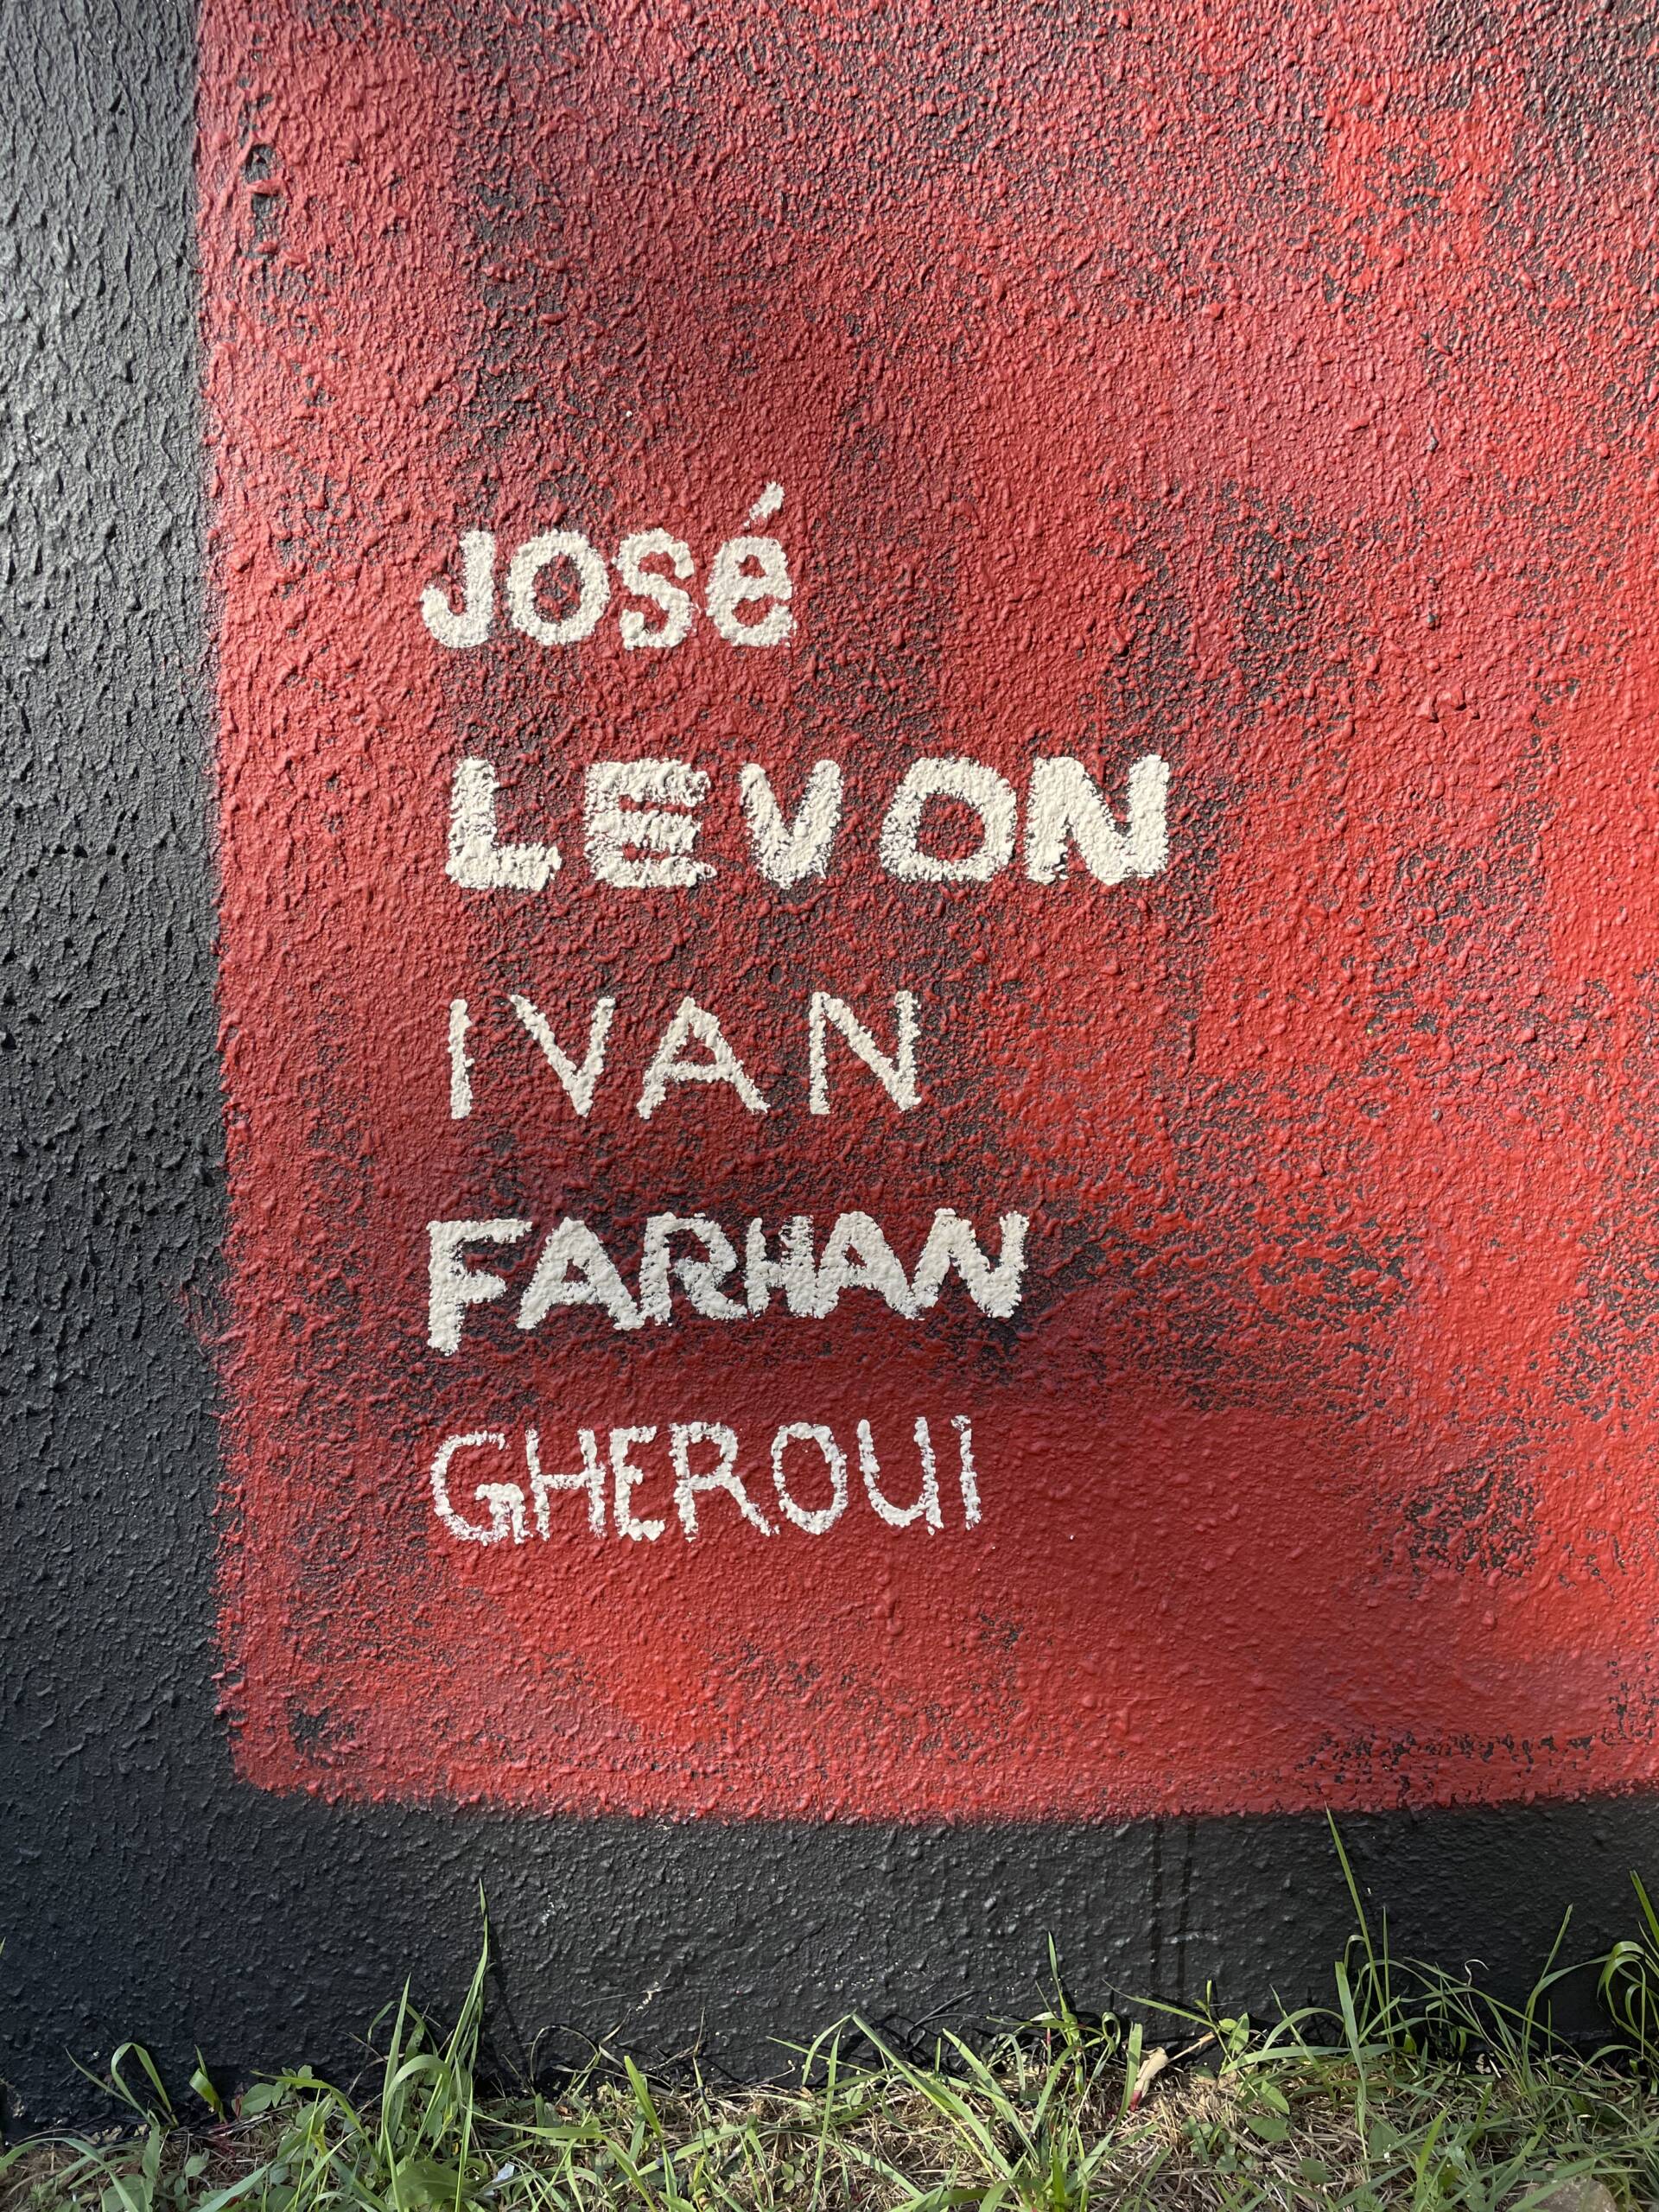 José
LEVON
IVAN
FARHAN
GHEROUI